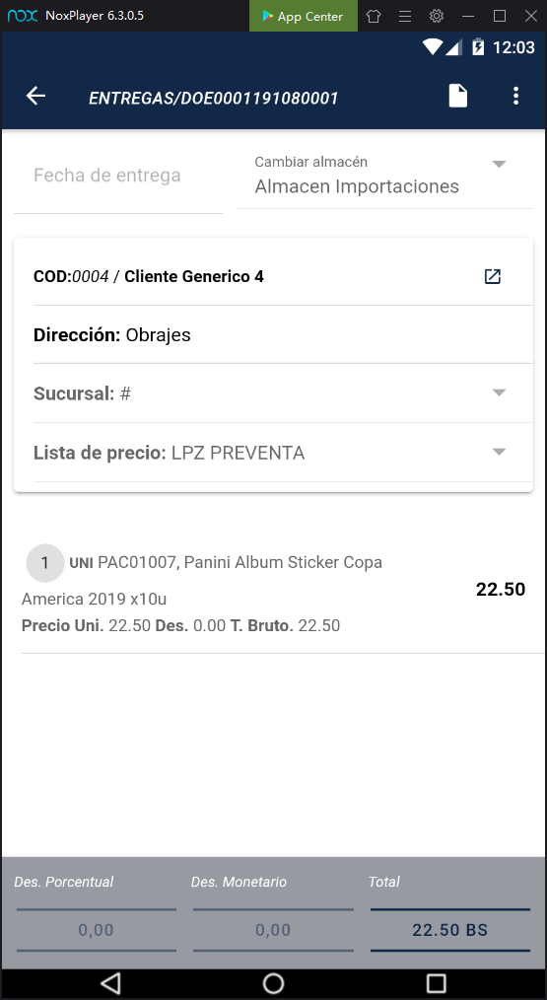 nox NoxPlayer 6.3.0.5 App Center
12:03
ENTREGAS/DOE0001191080001
Fecha de entrega
Cambiar almacén
Almacen Importaciones
COD:0004 / Cliente Generico 4
Dirección: Obrajes
Sucursal: #
Lista de precio: LPZ PREVENTA
1 UNI PAC01007, Panini Album Sticker Copa
America 2019 x10u
22.50
Precio Uni. 22.50 Des. 0.00 T. Bruto. 22.50
Des. Porcentual Des. Monetario Total
0,00 0,00 22.50 BS